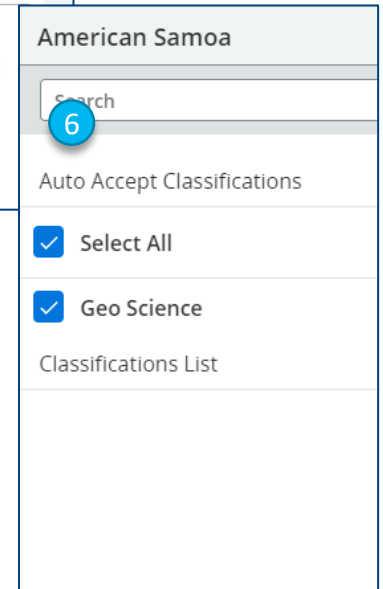 American Samoa
Search
6
Auto Accept Classifications
Select All
Geo Science
Classifications List